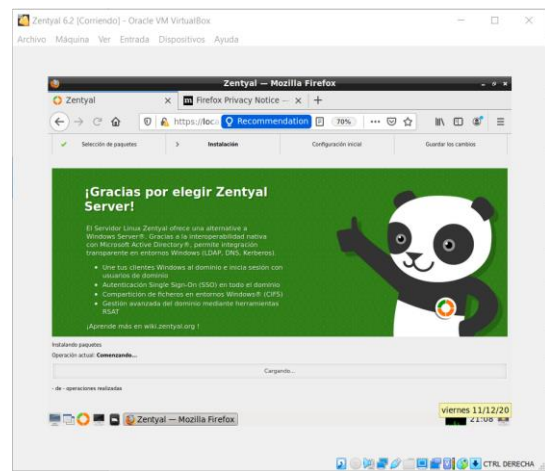 Zentyal 6.2 [Corriendo] - Oracle VM VirtualBox
Archivo Máquina Ver Entrada Dispositivos Ayuda
Zentyal — Mozilla Firefox
Zentyal
Firefox Privacy Notice —
https://loca Recommendation 70%
Selección de paquetes Instalación Configuración inicial Guardar los cambios
¡Gracias por elegir Zentyal
Server!
El Servidor Linux Zentyal ofrece una alternative a
Windows Server®. Gracias a la interoperabilidad nativa
con Microsoft Active Directory®, permite integración
transparente en entornos Windows (LDAP, DNS, Kerberos)
Une tus clientes Windows al dominio e inicia sesión con
usuarios de dominio
Autenticación Single Sign-On (SSO) en todo el dominio
Compartición de ficheros en entornos Windows® (CIFS)
Gestión avanzada del dominio mediante herramientas
RSAT
¡Aprende más en wiki.zentyal.org !
Instalando paquetes
Operación actual: Comenzando...
Cargando...
- de - operaciones realizadas
viernes 11/12/20
Zentyal — Mozilla Firefox
21:08
CTRL DERECHA